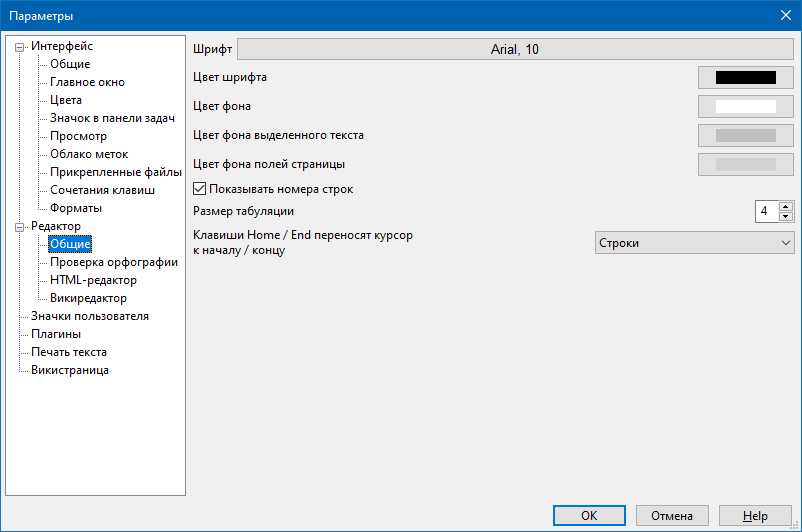 Параметры
Интерфейс
Общие
Главное окно
Цвета
Значок в панели задач
Просмотр
Облако меток
Прикрепленные файлы
Сочетания клавиш
Форматы
Редактор
Общие
Проверка орфографии
HTML-редактор
Викиредактор
Значки пользователя
Плагины
Печать текста
Викистраница
Шрифт Arial, 10
Цвет шрифта
Цвет фона
Цвет фона выделенного текста
Цвет фона полей страницы
Показывать номера строк
Размер табуляции 4
Клавиши Home / End переносят курсор
к началу / концу
Строки
OK Отмена Help